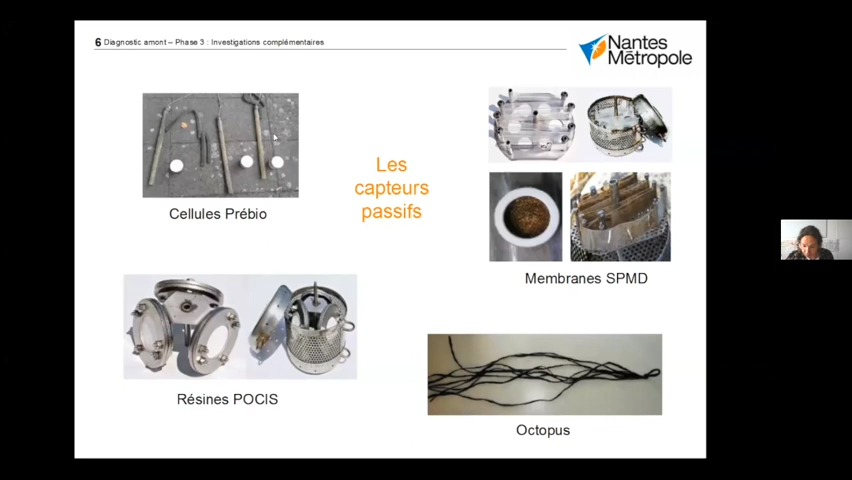 6 Diagnostic amont – Phase 3 : Investigations complémentaires
Nantes
Métropole
Les
capteurs
passifs
Cellules Prébio
Membranes SPMD
Résines POCIS
Octopus